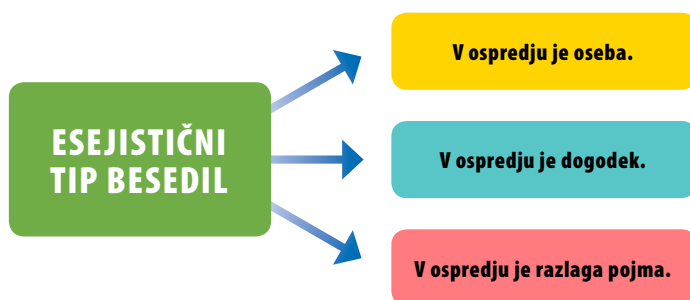 ESEJISTIČNI
TIP BESEDIL
V ospredju je oseba.
V ospredju je dogodek.
V ospredju je razlaga pojma.